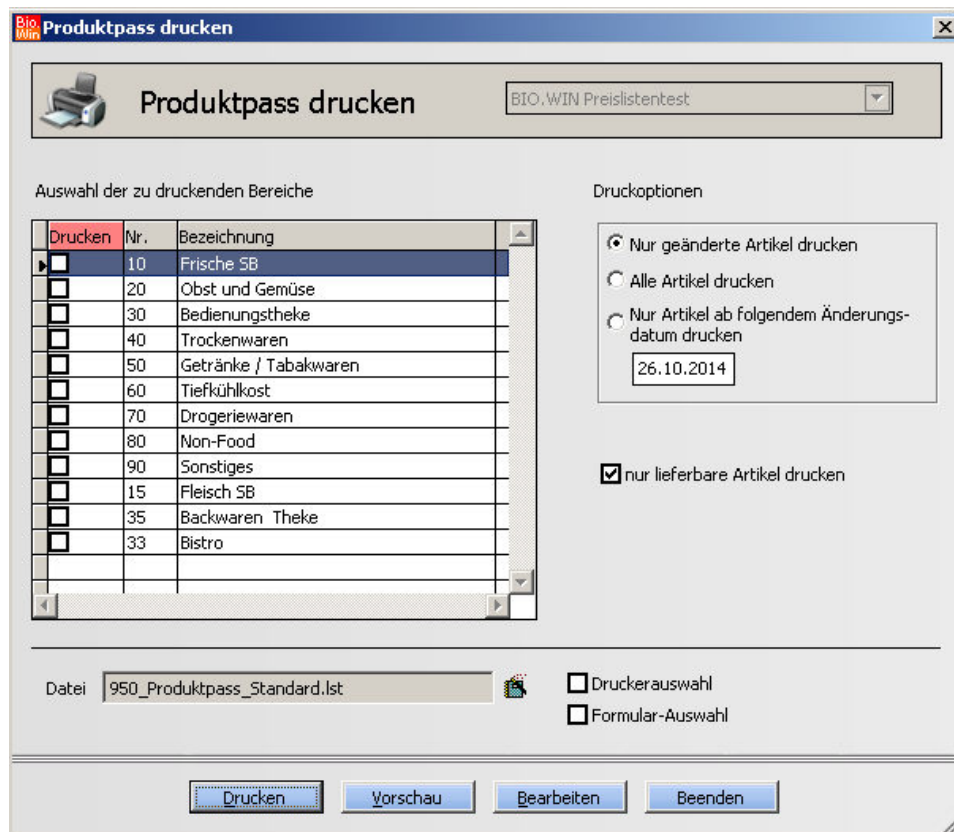 Bio. Win Produktpass drucken
Produktpass drucken
BIO.WIN Preislistentest
Auswahl der zu druckenden Bereiche
Druckoptionen
Drucken Nr. Bezeichnung
10 Frische SB
20 Obst und Gemüse
30 Bedienungstheke
40 Trockenwaren
50 Getränke / Tabakwaren
60 Tiefkühlkost
70 Drogeriewaren
80 Non-Food
90 Sonstiges
15 Fleisch SB
35 Backwaren Theke
33 Bistro
Nur geänderte Artikel drucken
Alle Artikel drucken
Nur Artikel ab folgendem Änderungs-
datum drucken
26.10.2014
nur lieferbare Artikel drucken
Datei 950_Produktpass_Standard.lst
Druckerauswahl
Formular-Auswahl
Drucken Vorschau Bearbeiten Beenden